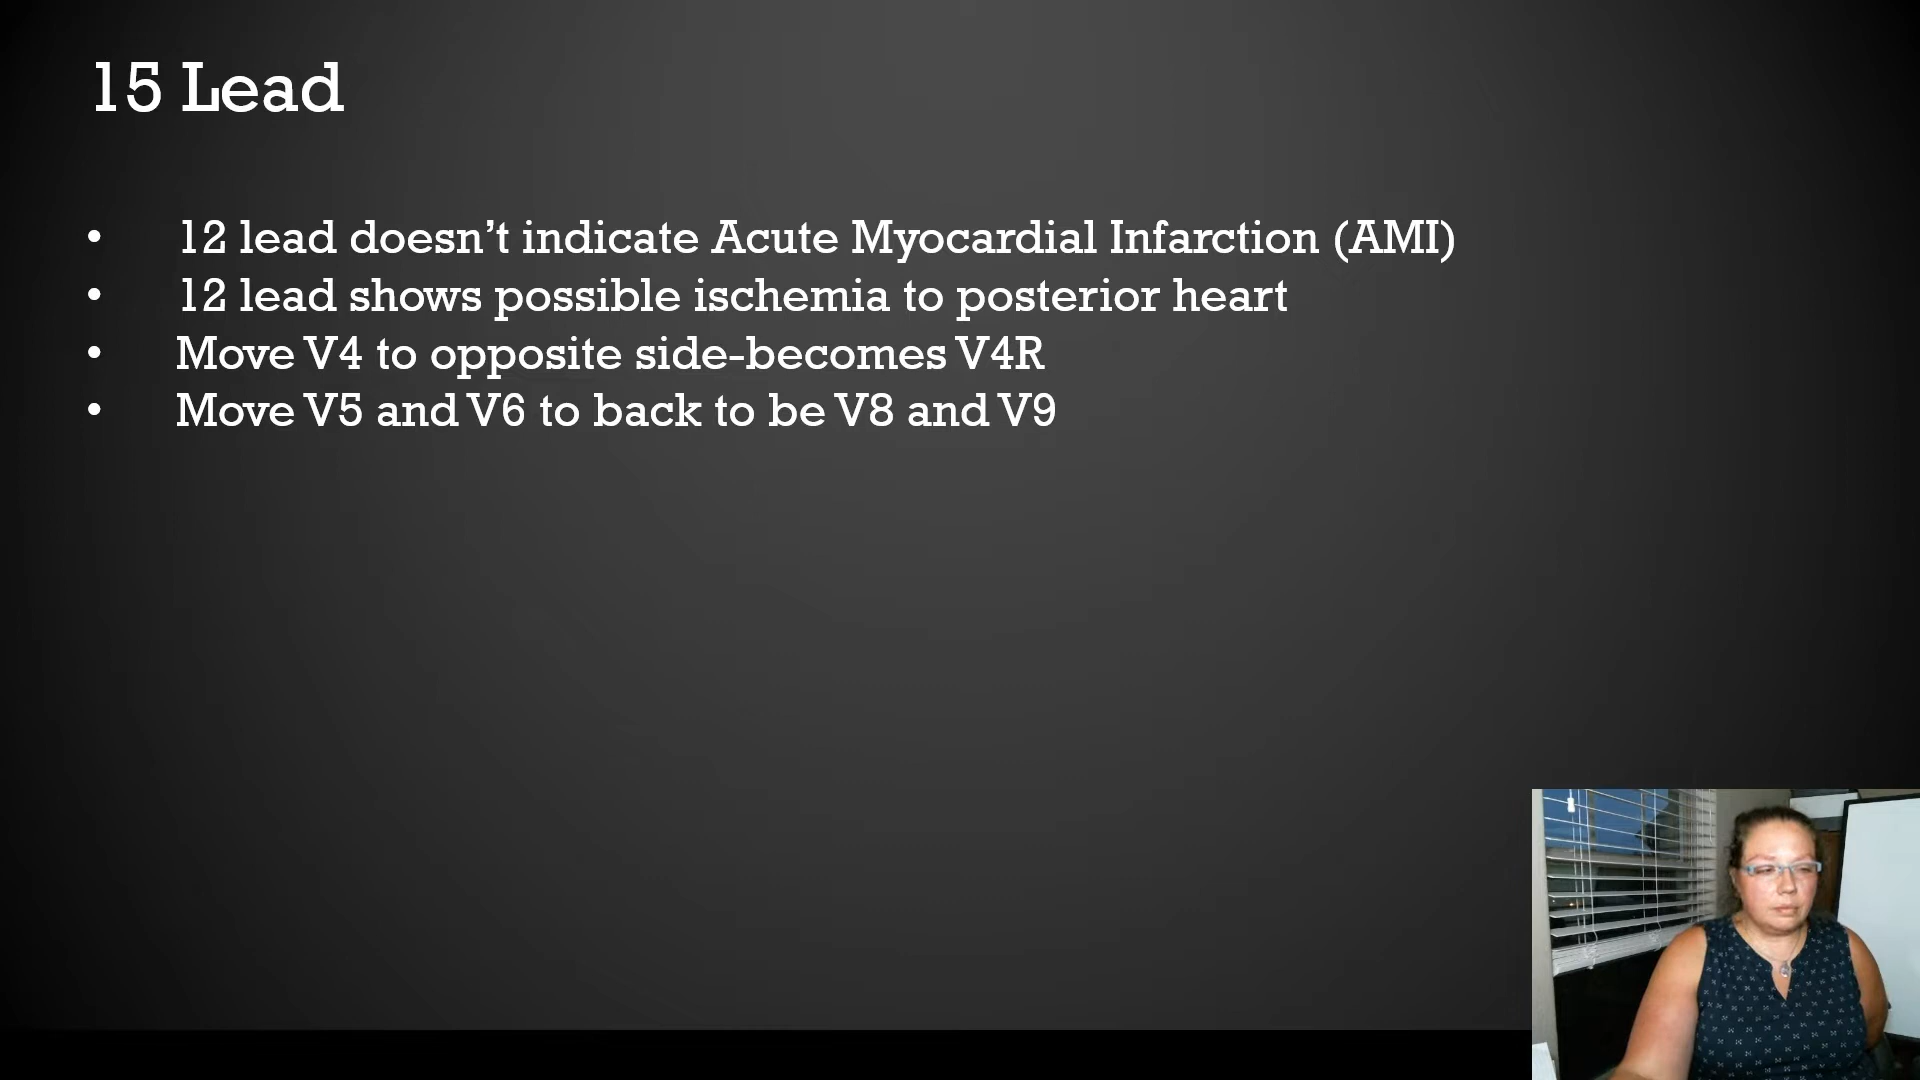 15 Lead
• 12 lead doesn’t indicate Acute Myocardial Infarction (AMI)
• 12 lead shows possible ischemia to posterior heart
• Move V4 to opposite side-becomes V4R
• Move V5 and V6 to back to be V8 and V9